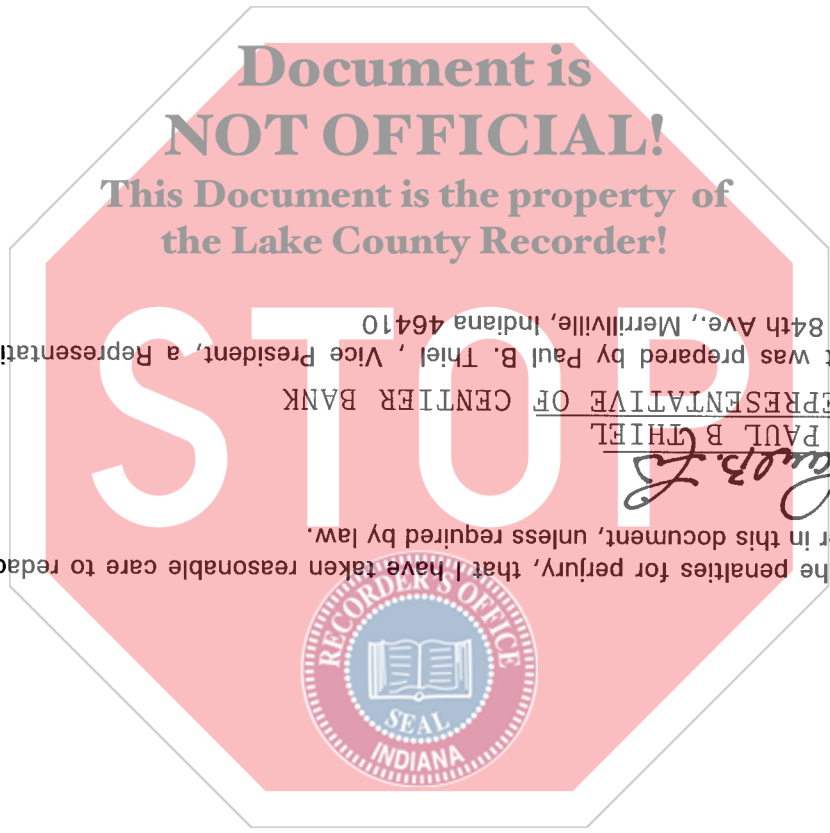 Document is
NOT OFFICIAL!
This Document is the property of
the Lake County Recorder!
STOP
he penalties for perjury, that I have taken reasonable care to redac
r in this document, unless required by law.
PAUL B THIEL
EPRESENTATIVE OF CENTIER BANK
t was prepared by Paul B. Thiel , Vice President, a Representati
84th Ave., Merrillville, Indiana 46410
RECORDER'S OFFICE
SEAL
INDIANA